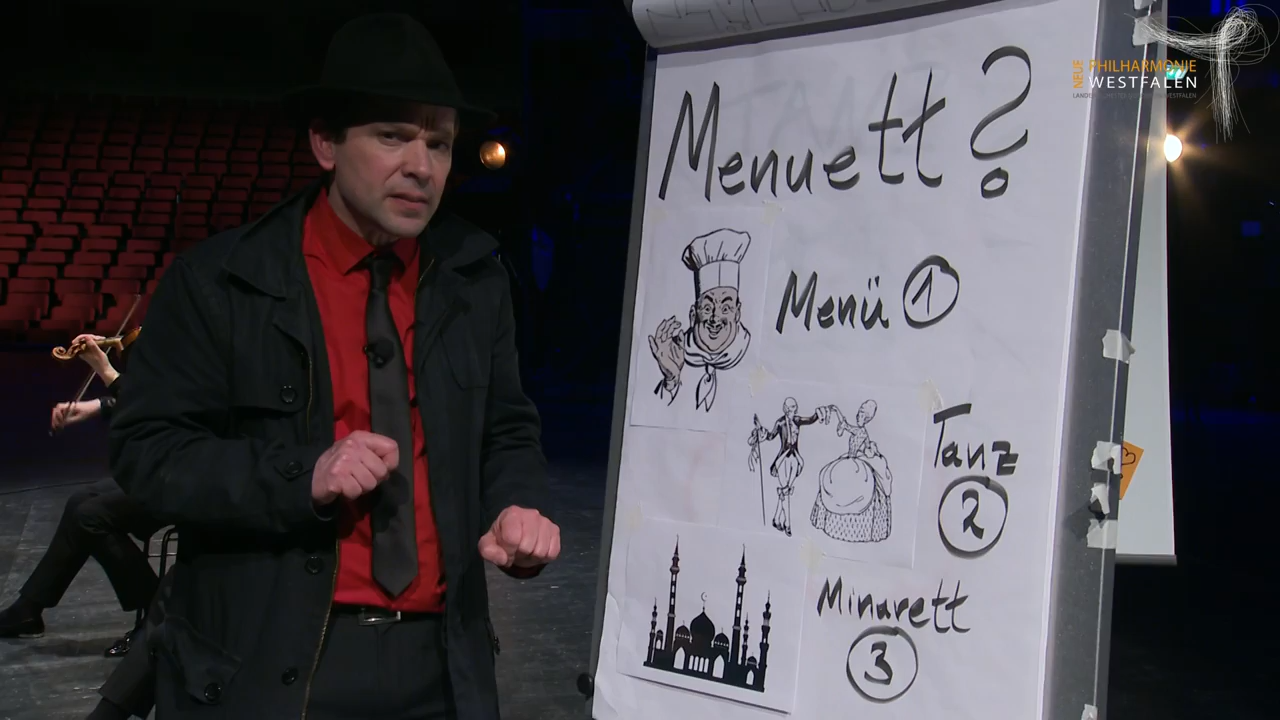 Menuett?
Menü 1
Tanz
2
Minarett
3
NEUE
PHILHARMONIE
WESTFALEN